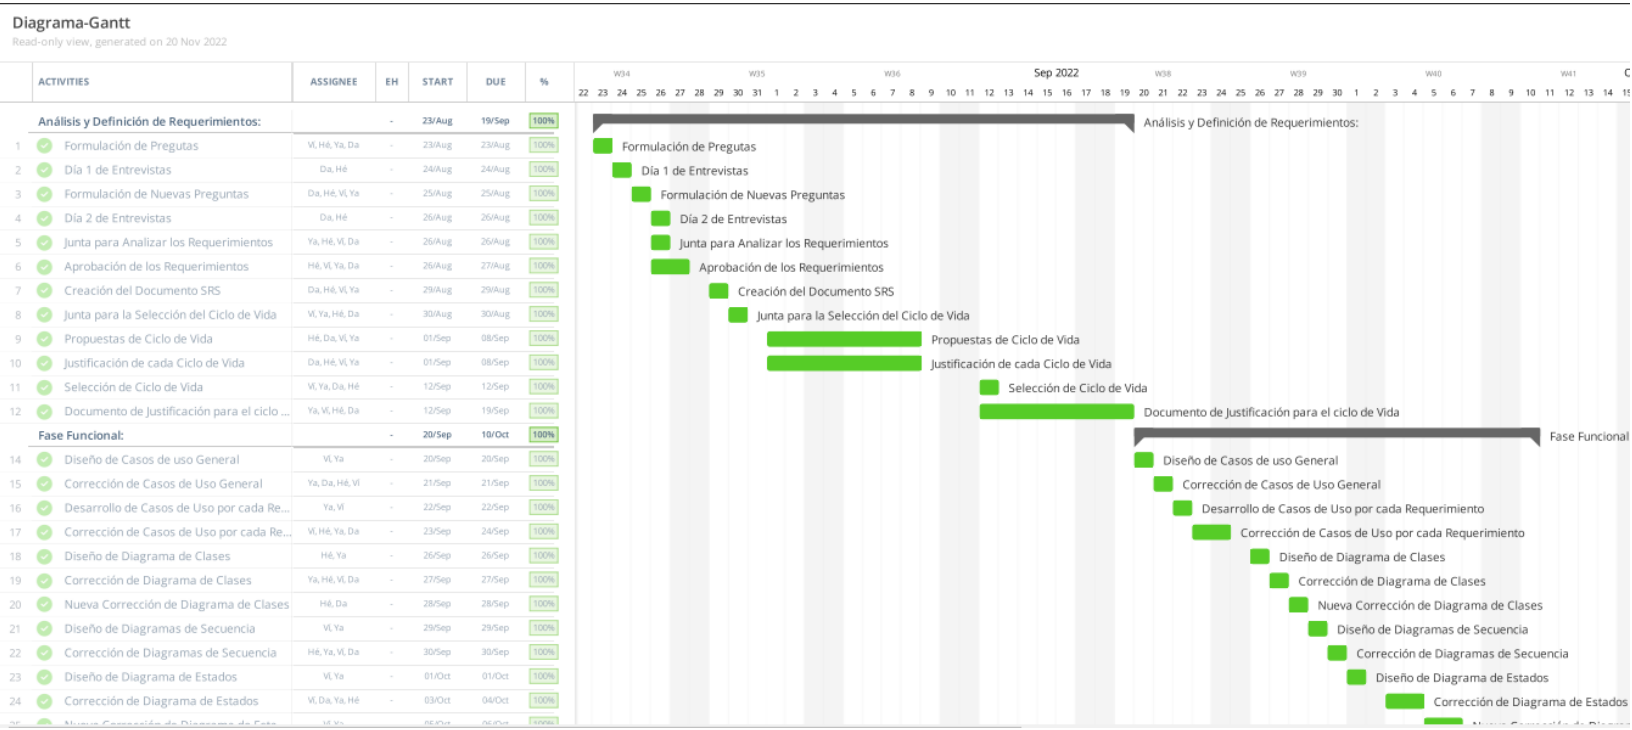 Diagrama-Gantt
Read-only view, generated on 20 Nov 2022
ACTIVITIES ASSIGNEE EH START DUE %
W34 W35 W36 Sep 2022 W38 W39 W40 W41
22 23 24 25 26 27 28 29 30 31 1 2 3 4 5 6 7 8 9 10 11 12 13 14 15 16 17 18 19 20 21 22 23 24 25 26 27 28 29 30 1 2 3 4 5 6 7 8 9 10 11 12 13 14
Análisis y Definición de Requerimientos: - 23/Aug 19/Sep 100% Análisis y Definición de Requerimientos:
1 Formulación de Pregutas Ví, Hé, Ya, Da - 23/Aug 23/Aug 100% Formulación de Pregutas
2 Día 1 de Entrevistas Da, Hé - 24/Aug 24/Aug 100% Día 1 de Entrevistas
3 Formulación de Nuevas Preguntas Da, Hé, Ví, Ya - 25/Aug 25/Aug 100% Formulación de Nuevas Preguntas
4 Día 2 de Entrevistas Da, Hé - 26/Aug 26/Aug 100% Día 2 de Entrevistas
5 Junta para Analizar los Requerimientos Ya, Hé, Ví, Da - 26/Aug 26/Aug 100% Junta para Analizar los Requerimientos
6 Aprobación de los Requerimientos Hé, Ví, Ya, Da - 26/Aug 27/Aug 100% Aprobación de los Requerimientos
7 Creación del Documento SRS Da, Hé, Ví, Ya - 29/Aug 29/Aug 100% Creación del Documento SRS
8 Junta para la Selección del Ciclo de Vida Ví, Ya, Hé, Da - 30/Aug 30/Aug 100% Junta para la Selección del Ciclo de Vida
9 Propuestas de Ciclo de Vida Hé, Da, Ví, Ya - 01/Sep 08/Sep 100% Propuestas de Ciclo de Vida
10 Justificación de cada Ciclo de Vida Da, Hé, Ví, Ya - 01/Sep 08/Sep 100% Justificación de cada Ciclo de Vida
11 Selección de Ciclo de Vida Ví, Ya, Da, Hé - 12/Sep 12/Sep 100% Selección de Ciclo de Vida
12 Documento de Justificación para el ciclo ... Ya, Ví, Hé, Da - 12/Sep 19/Sep 100% Documento de Justificación para el ciclo de Vida
Fase Funcional: - 20/Sep 10/Oct 100% Fase Funcional
14 Diseño de Casos de uso General Ví, Ya - 20/Sep 20/Sep 100% Diseño de Casos de uso General
15 Corrección de Casos de Uso General Ya, Da, Hé, Ví - 21/Sep 21/Sep 100% Corrección de Casos de Uso General
16 Desarrollo de Casos de Uso por cada Re... Ya, Ví - 22/Sep 22/Sep 100% Desarrollo de Casos de Uso por cada Requerimiento
17 Corrección de Casos de Uso por cada Re... Ví, Hé, Ya, Da - 23/Sep 24/Sep 100% Corrección de Casos de Uso por cada Requerimiento
18 Diseño de Diagrama de Clases Hé, Ya - 26/Sep 26/Sep 100% Diseño de Diagrama de Clases
19 Corrección de Diagrama de Clases Ya, Hé, Ví, Da - 27/Sep 27/Sep 100% Corrección de Diagrama de Clases
20 Nueva Corrección de Diagrama de Clases Hé, Da - 28/Sep 28/Sep 100% Nueva Corrección de Diagrama de Clases
21 Diseño de Diagramas de Secuencia Ví, Ya - 29/Sep 29/Sep 100% Diseño de Diagramas de Secuencia
22 Corrección de Diagramas de Secuencia Hé, Ya, Ví, Da - 30/Sep 30/Sep 100% Corrección de Diagramas de Secuencia
23 Diseño de Diagrama de Estados Ví, Ya - 01/Oct 01/Oct 100% Diseño de Diagrama de Estados
24 Corrección de Diagrama de Estados Ví, Da, Ya, Hé - 03/Oct 04/Oct 100% Corrección de Diagrama de Estados